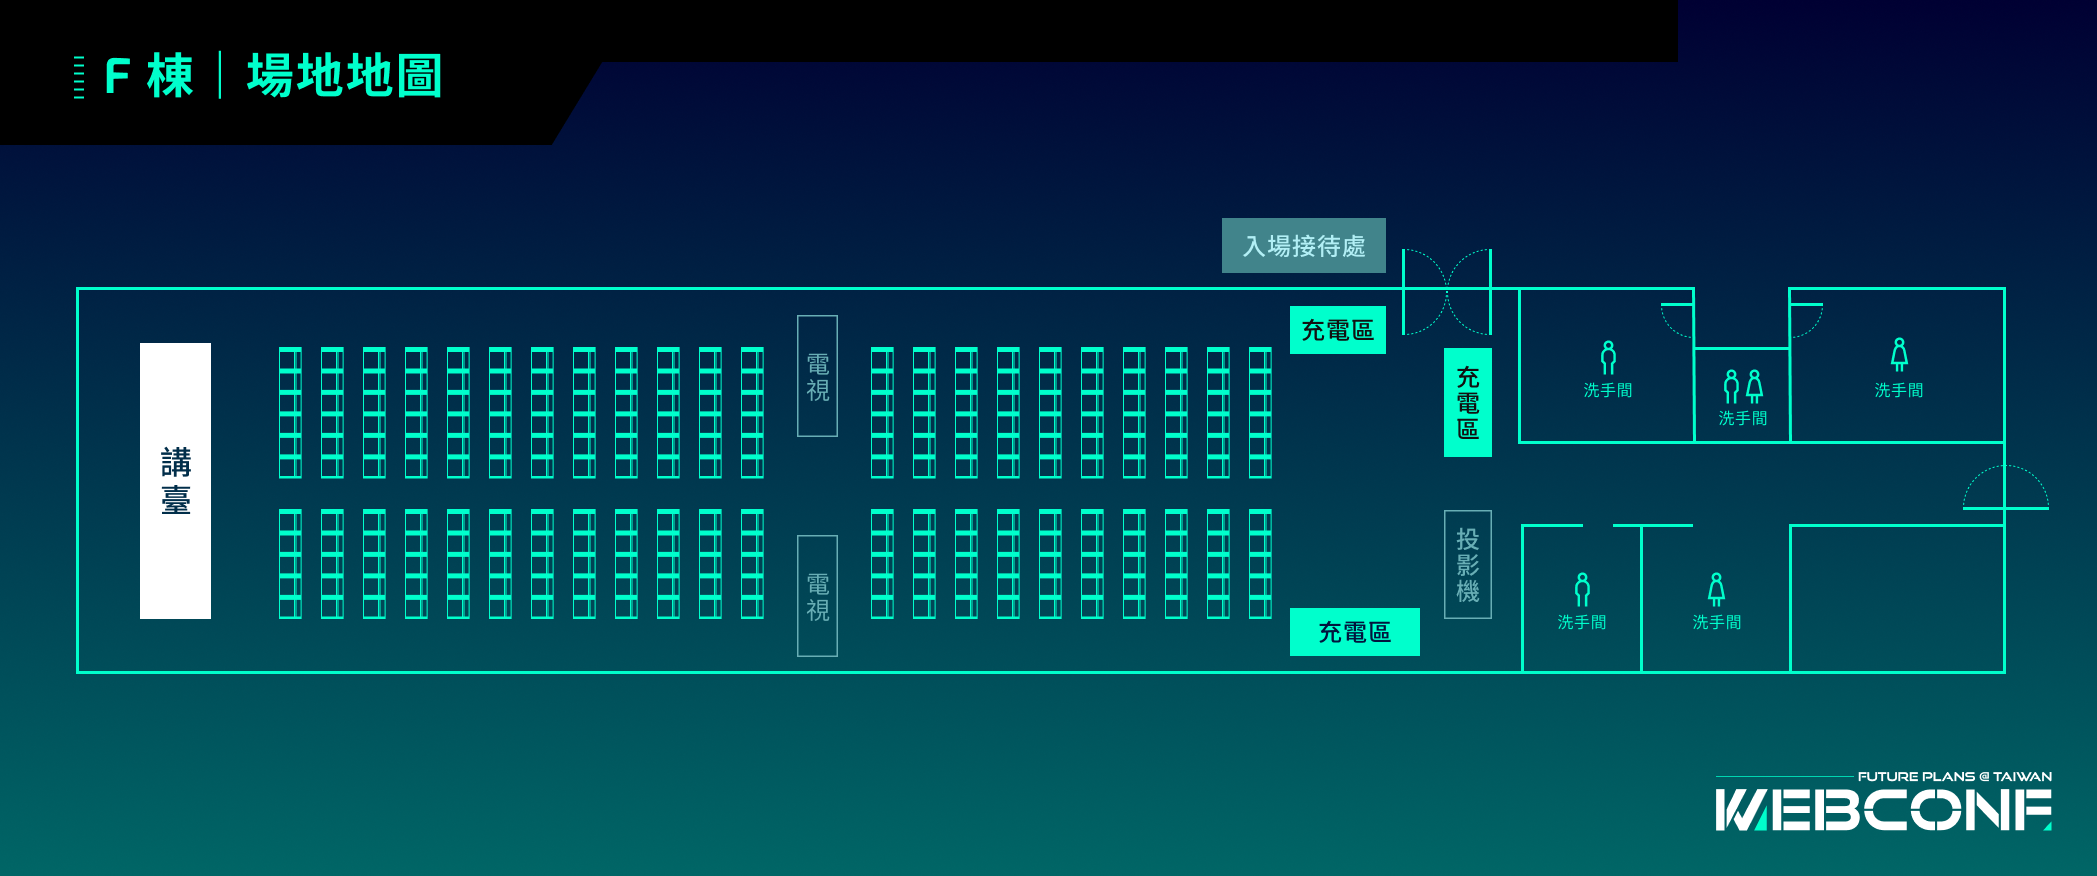 F 棟｜場地地圖
入場接待處
充電區
電視
充電區
洗手間
洗手間
洗手間
講臺
電視
投影機
充電區
洗手間
洗手間
FUTURE PLANS @ TAIWAN
WEBCONF